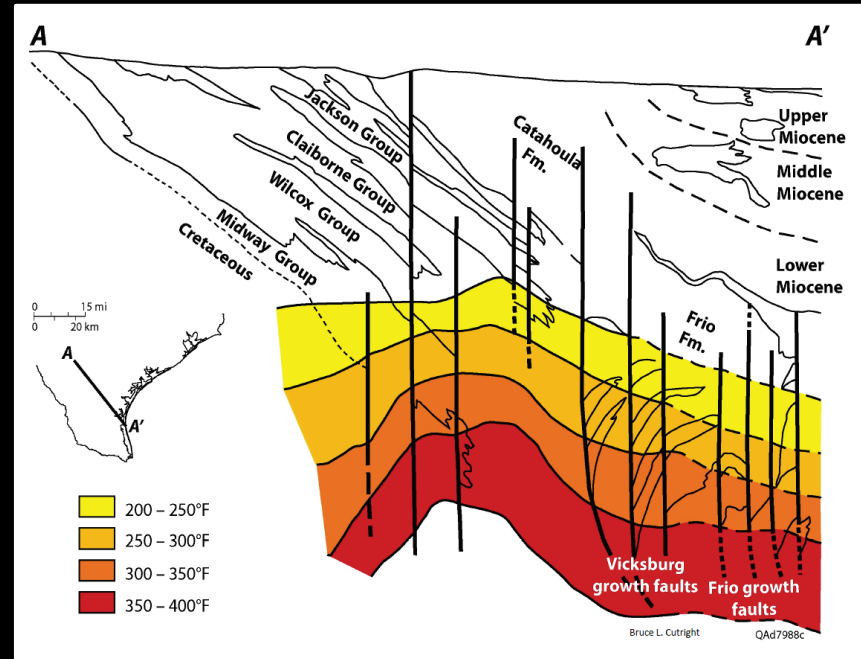 A
A'
Jackson Group
Claiborne Group
Wilcox Group
Midway Group
Cretaceous
Catahoula
Fm.
Upper
Miocene
Middle
Miocene
Lower
Miocene
Frio
Fm.
0 15 mi
0 20 km
A
A'
200 – 250°F
250 – 300°F
300 – 350°F
350 – 400°F
Vicksburg
growth faults
Frio growth
faults
Bruce L. Cutright
QAd7988c